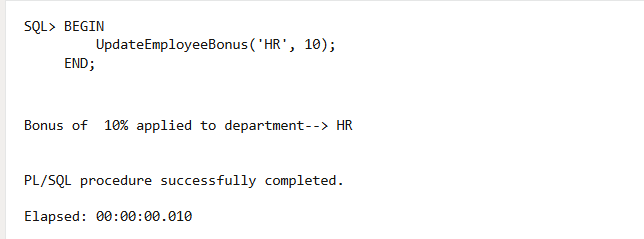 SQL> BEGIN
UpdateEmployeeBonus('HR', 10);
END;
Bonus of  10% applied to department--> HR
PL/SQL procedure successfully completed.
Elapsed: 00:00:00.010